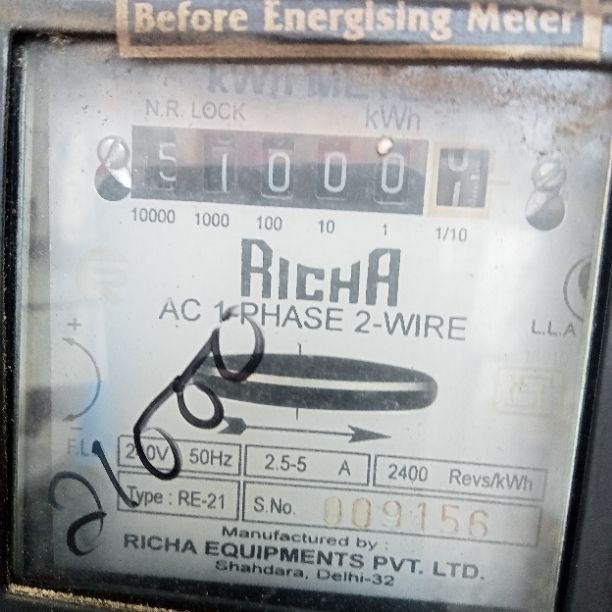 Before Energising Meter
kWh METE
N.R. LOCK kWh
51000
10000 1000 100 10 1 1/10
RICHA
AC 1-PHASE 2-WIRE
L.L.A
+
-
F.L
240V 50Hz 2.5-5 A 2400 Revs/kWh
Type : RE-21 S.No. 009156
Manufactured by :
RICHA EQUIPMENTS PVT. LTD.
Shahdara, Delhi-32